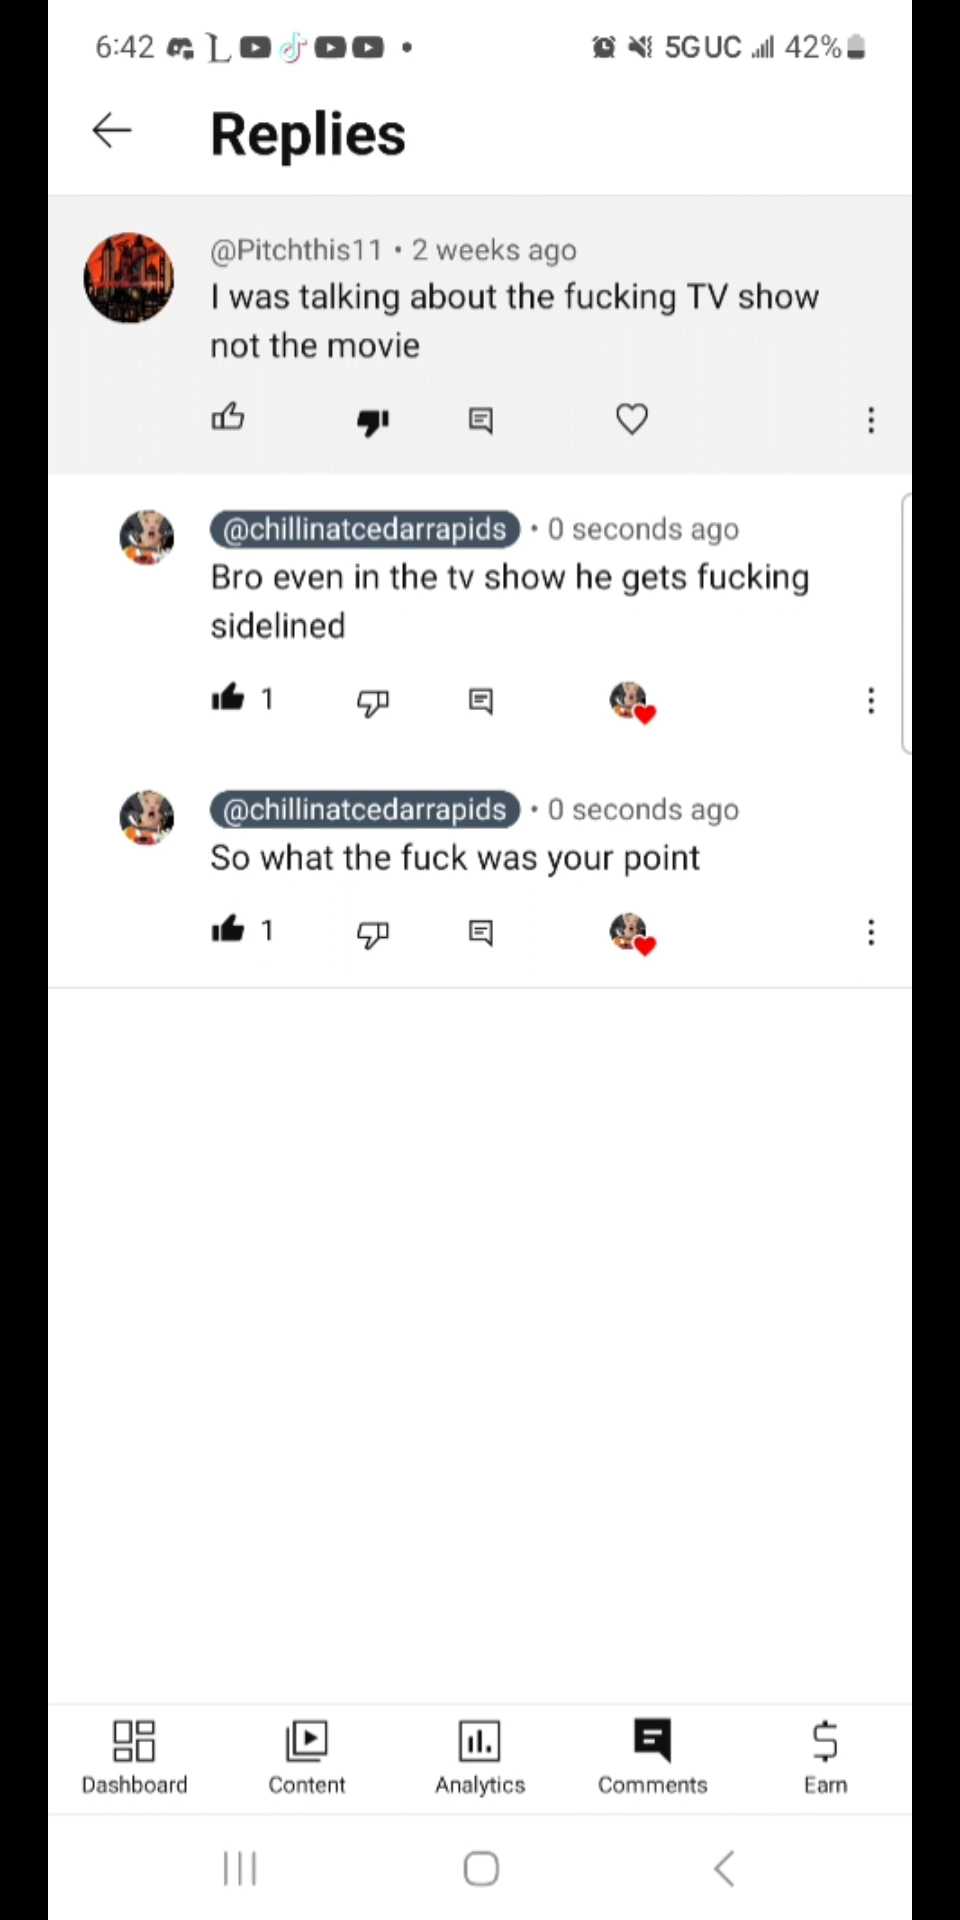 6:42 L 5G UC 42%
Replies
@Pitchthis11 • 2 weeks ago
I was talking about the fucking TV show
not the movie
@chillinatcedarrapids • 0 seconds ago
Bro even in the tv show he gets fucking
sidelined
1
@chillinatcedarrapids • 0 seconds ago
So what the fuck was your point
1
Dashboard Content Analytics Comments Earn